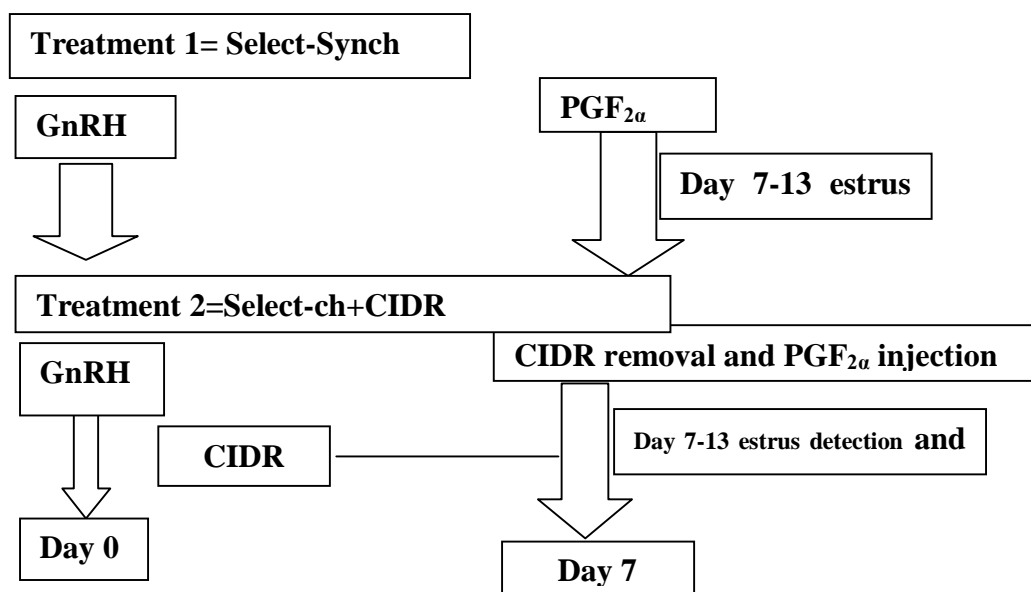 Treatment 1= Select-Synch
GnRH
PGF2α
Day 7-13 estrus
Treatment 2=Select-ch+CIDR
CIDR removal and PGF2α injection
GnRH
Day 7-13 estrus detection and
CIDR
Day 0
Day 7